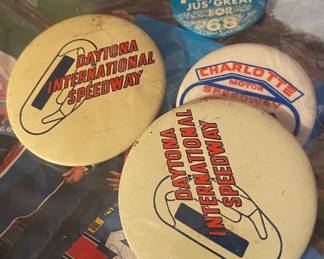 JUS' GREAT
FOR
'68
DAYTONA
INTERNATIONAL
SPEEDWAY
CHARLOTTE
MOTOR
SPEEDWAY
DAYTONA
INTERNATIONAL
SPEEDWAY